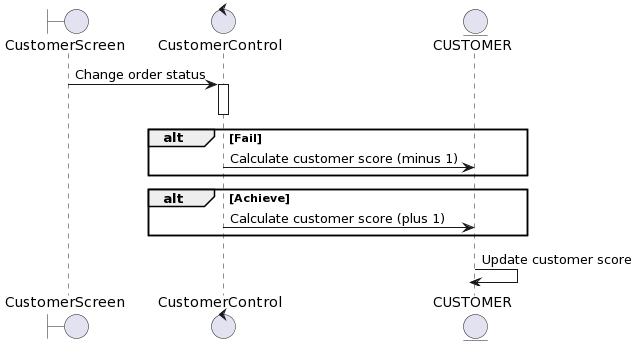 CustomerScreen CustomerControl CUSTOMER
Change order status
alt [Fail]
Calculate customer score (minus 1)
alt [Achieve]
Calculate customer score (plus 1)
Update customer score
CustomerScreen CustomerControl CUSTOMER